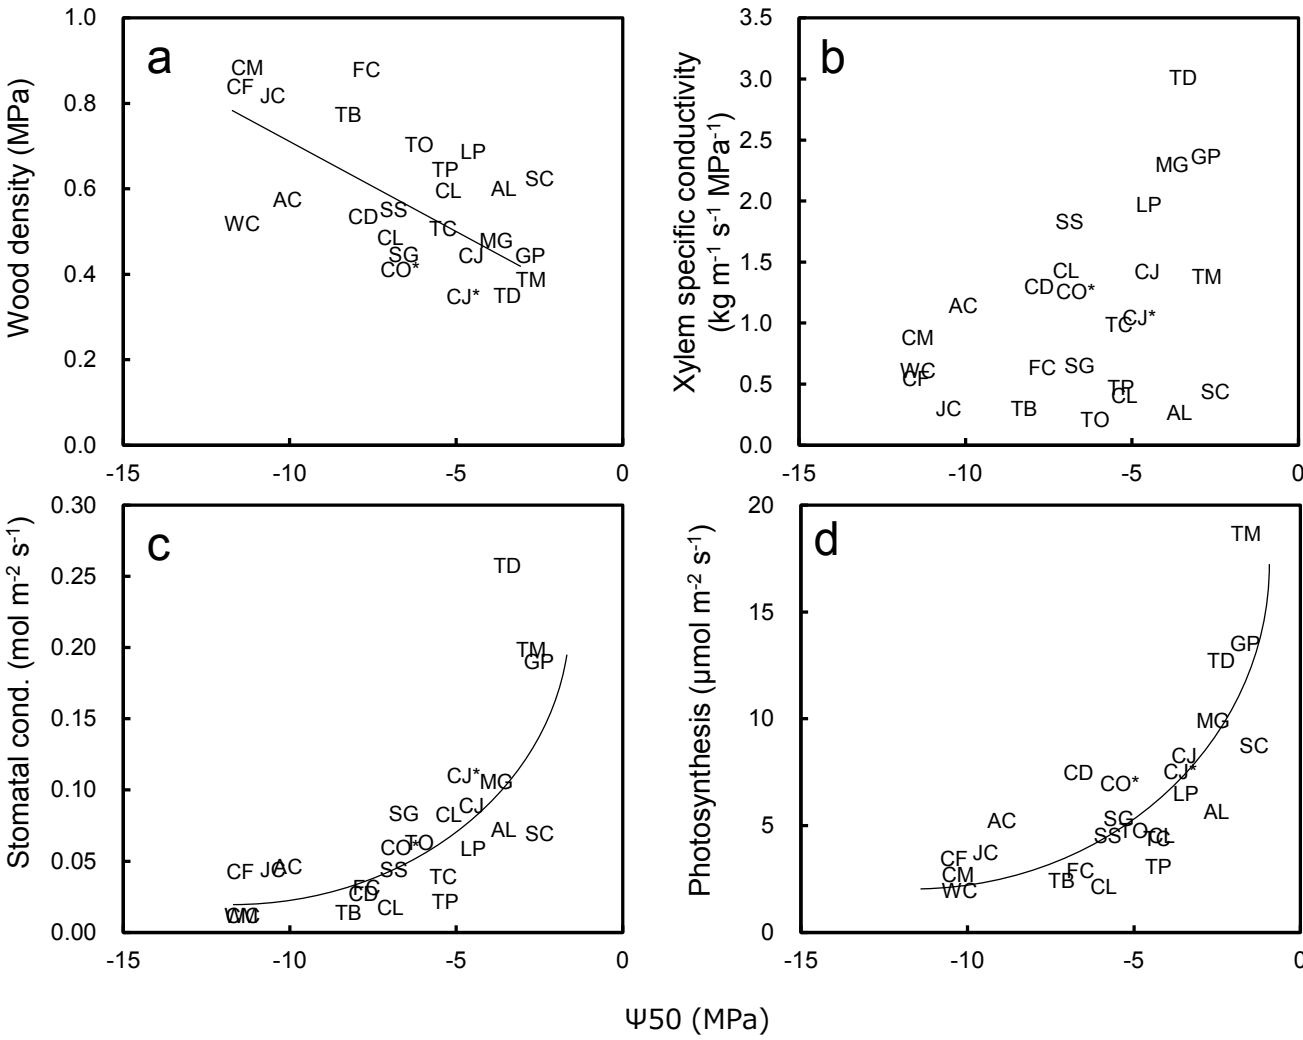 a
Wood density (MPa)
1.0
0.8
0.6
0.4
0.2
0.0
-15
-10
-5
0
CM
FC
CF
JC
TB
TO
LP
TP
SC
CL
AL
AC
SS
CD
WC
TC
CL
MG
SG
CJ
GP
CO*
TM
CJ*
TD
b
Xylem specific conductivity
(kg m-1 s-1 MPa-1)
3.5
3.0
2.5
2.0
1.5
1.0
0.5
0.0
-15
-10
-5
0
TD
GP
MG
LP
SS
CL
CJ
TM
CD
CO*
AC
TC
CJ*
CM
WC
CF
FC
SG
TP
CL
SC
JC
TB
TO
AL
c
Stomatal cond. (mol m-2 s-1)
0.30
0.25
0.20
0.15
0.10
0.05
0.00
-15
-10
-5
0
TD
TM
GP
CJ*
MG
CJ
SG
CL
AL
SC
TO
CO*
LP
CF
JC
AC
SS
TC
FC
CD
TP
CL
TB
WC
CM
d
Photosynthesis (μmol m-2 s-1)
20
15
10
5
0
-15
-10
-5
0
TM
GP
TD
MG
SC
CJ
CJ*
CD
CO*
LP
AL
AC
SG
TO
SS
CL
TC
JC
CF
TP
FC
CM
TB
CL
WC
Ψ50 (MPa)